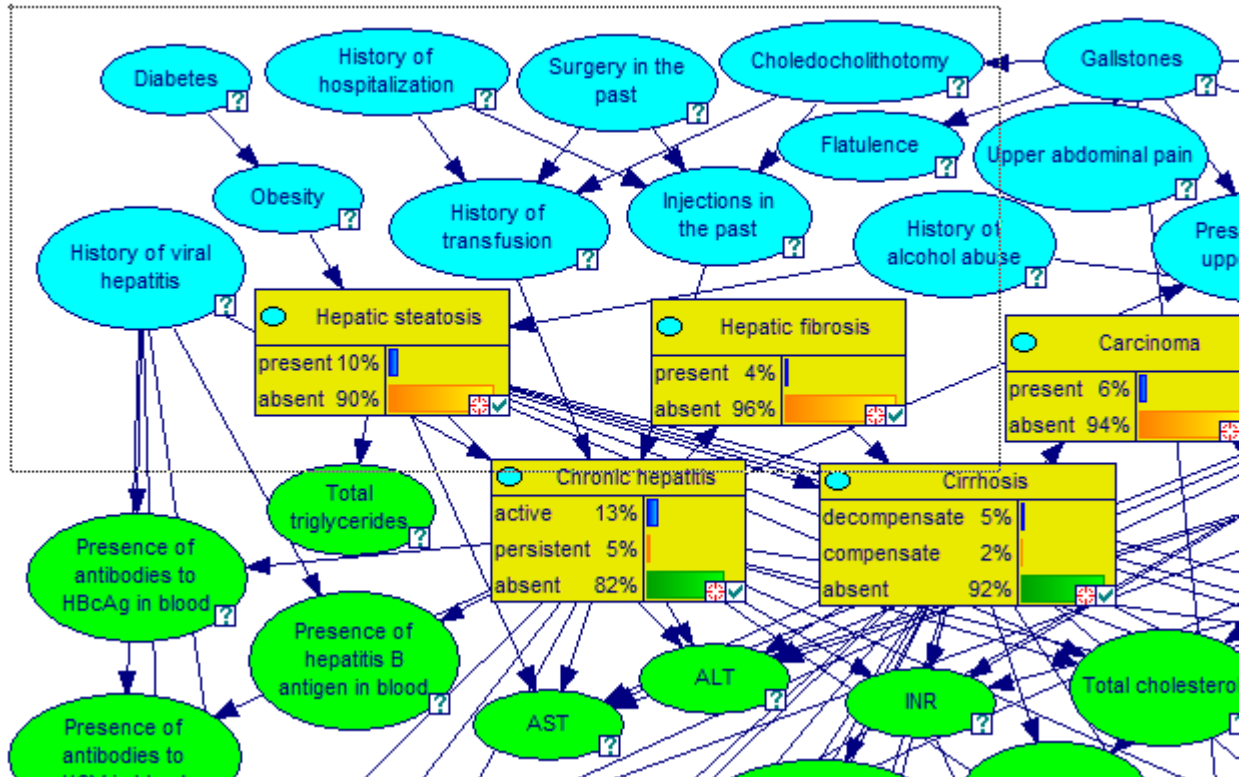 Diabetes
History of
hospitalization
Surgery in the
past
Choledocholithotomy
Gallstones
Flatulence
Upper abdominal pain
Obesity
History of
transfusion
Injections in
the past
History of
alcohol abuse
Pres
upp
History of viral
hepatitis
Hepatic steatosis
present 10%
absent 90%
Hepatic fibrosis
present 4%
absent 96%
Carcinoma
present 6%
absent 94%
Total
triglycerides
Chronic hepatitis
active 13%
persistent 5%
absent 82%
Cirrhosis
decompensate 5%
compensate 2%
absent 92%
Presence of
antibodies to
HBcAg in blood
Presence of
hepatitis B
antigen in blood
ALT
AST
INR
Total cholestero
Presence of
antibodies to